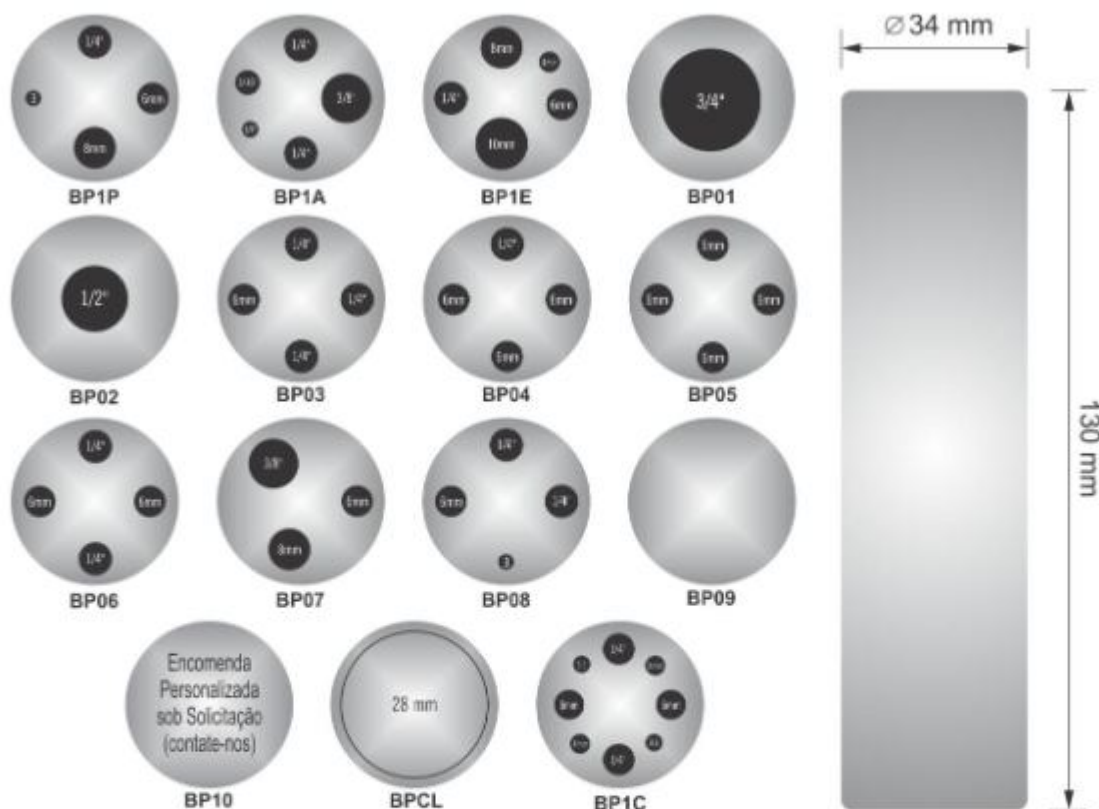 1/4"
3
6mm
8mm
BP1P
1/4"
3/8"
1/4"
BP1A
8mm
1/4"
6mm
10mm
BP1E
3/4"
BP01
1/2"
BP02
1/4"
6mm
1/4"
1/4"
BP03
1/4"
6mm
6mm
6mm
BP04
6mm
6mm
6mm
6mm
BP05
1/4"
6mm
6mm
1/4"
BP06
3/8"
6mm
8mm
BP07
1/4"
6mm
1/4"
3
BP08
BP09
Encomenda
Personalizada
sob Solicitação
(contate-nos)
BP10
28 mm
BPCL
1/4"
6mm
6mm
1/4"
BP1C
Ø 34 mm
130 mm